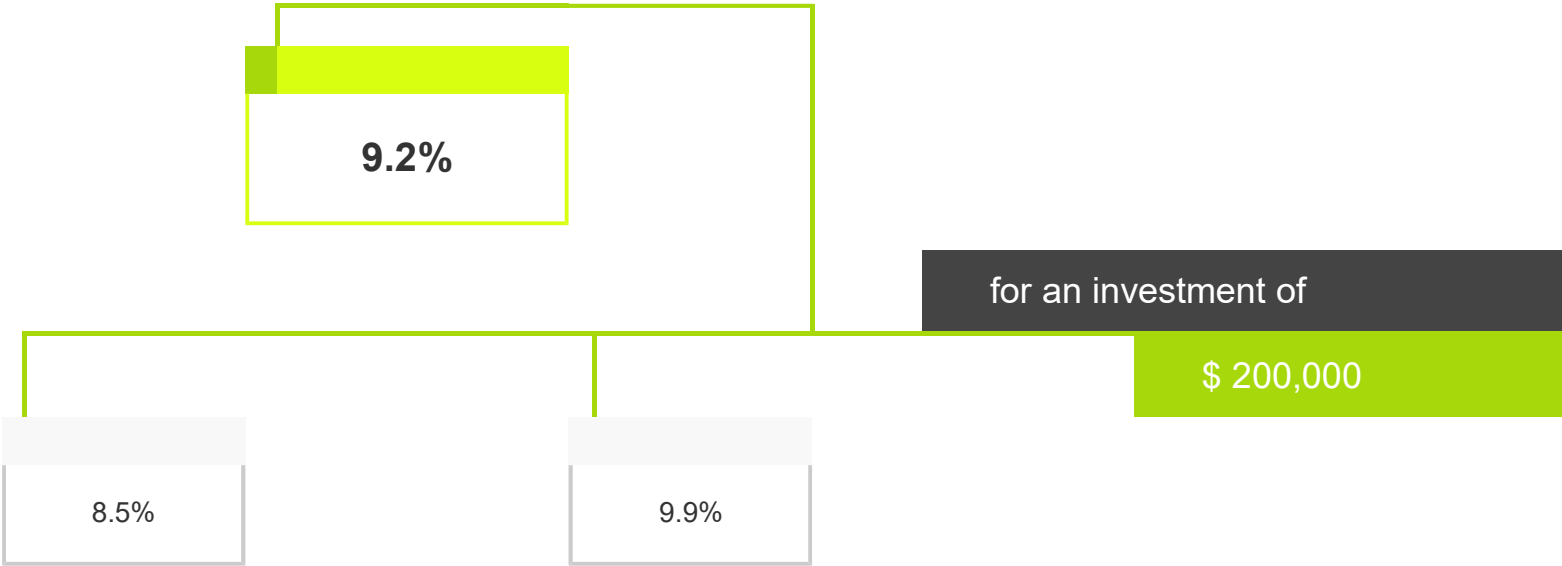 9.2%
for an investment of
$ 200,000
8.5%
9.9%